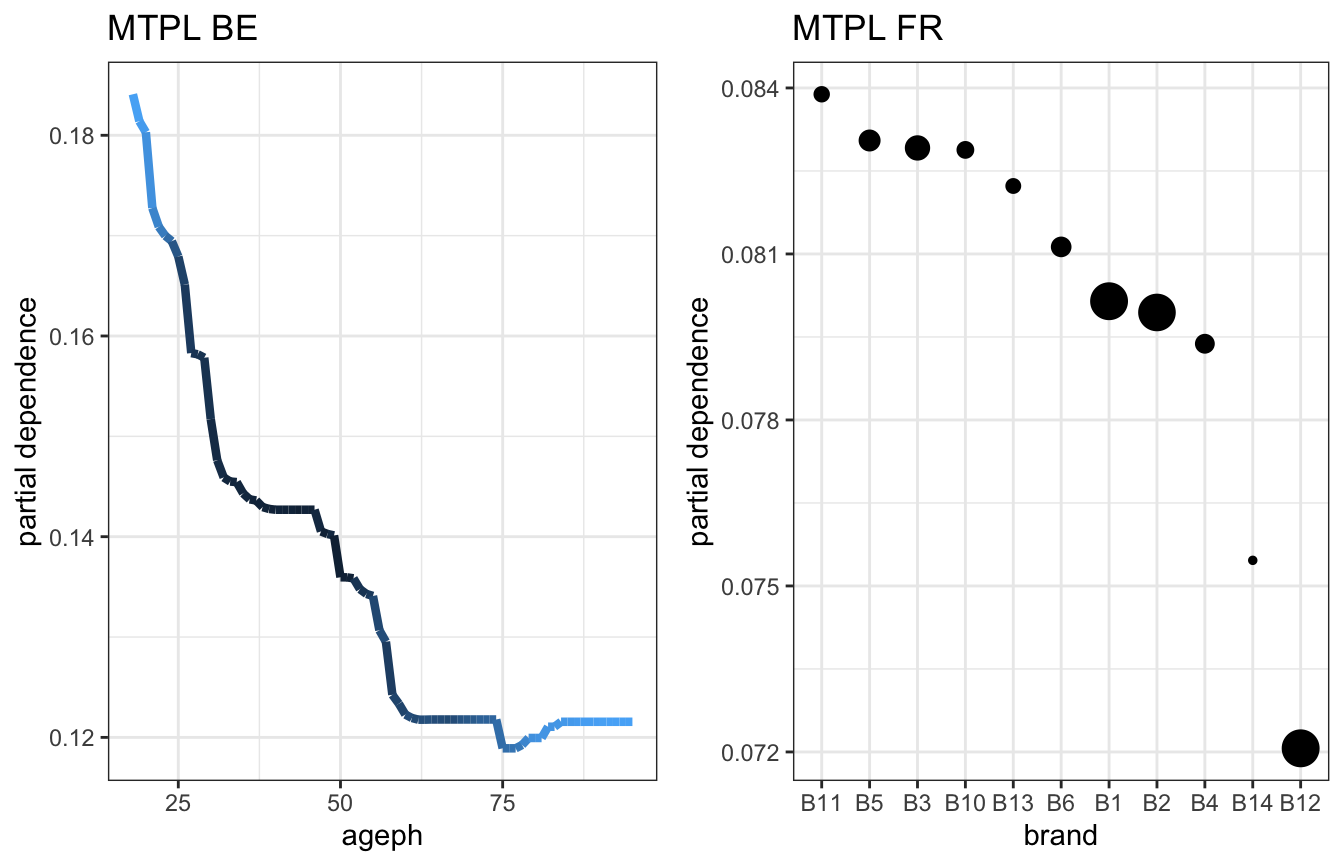 MTPL BE
partial dependence
0.18
0.16
0.14
0.12
25 50 75
ageph
MTPL FR
partial dependence
0.084
0.081
0.078
0.075
0.072
B11 B5 B3 B10 B13 B6 B1 B2 B4 B14 B12
brand